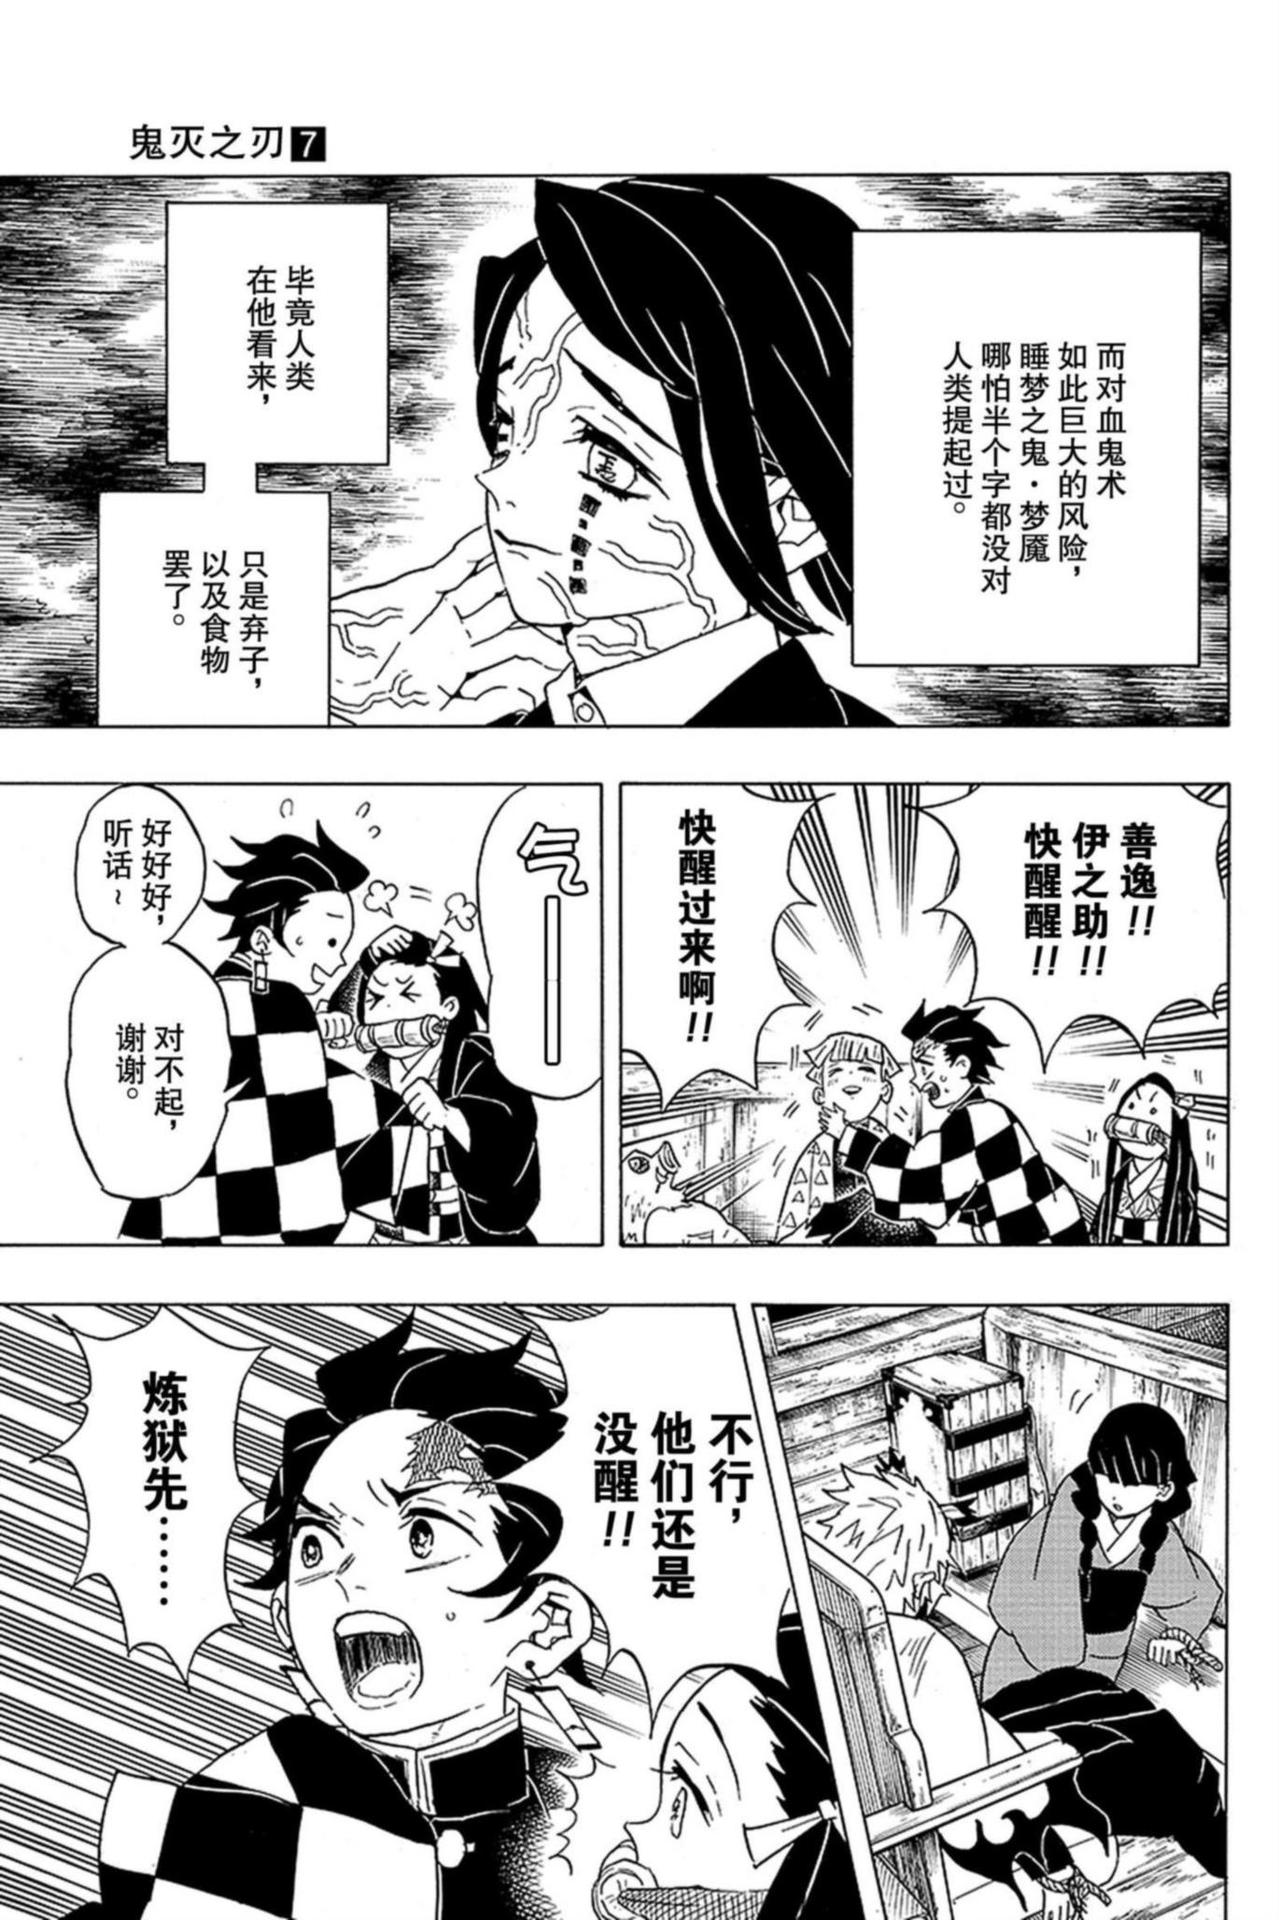 鬼灭之刃7
而对血鬼术
如此巨大的风险，
睡梦之鬼·梦魇
哪怕半个字都没对
人类提起过。
毕竟人类
在他看来，
只是弃子，
以及食物
罢了。
善逸!!
伊之助!!
快醒醒!!
快醒过来啊!!
气——
好好好，
听话~
对不起，
谢谢。
不行，
他们还是
没醒!!
炼狱先……